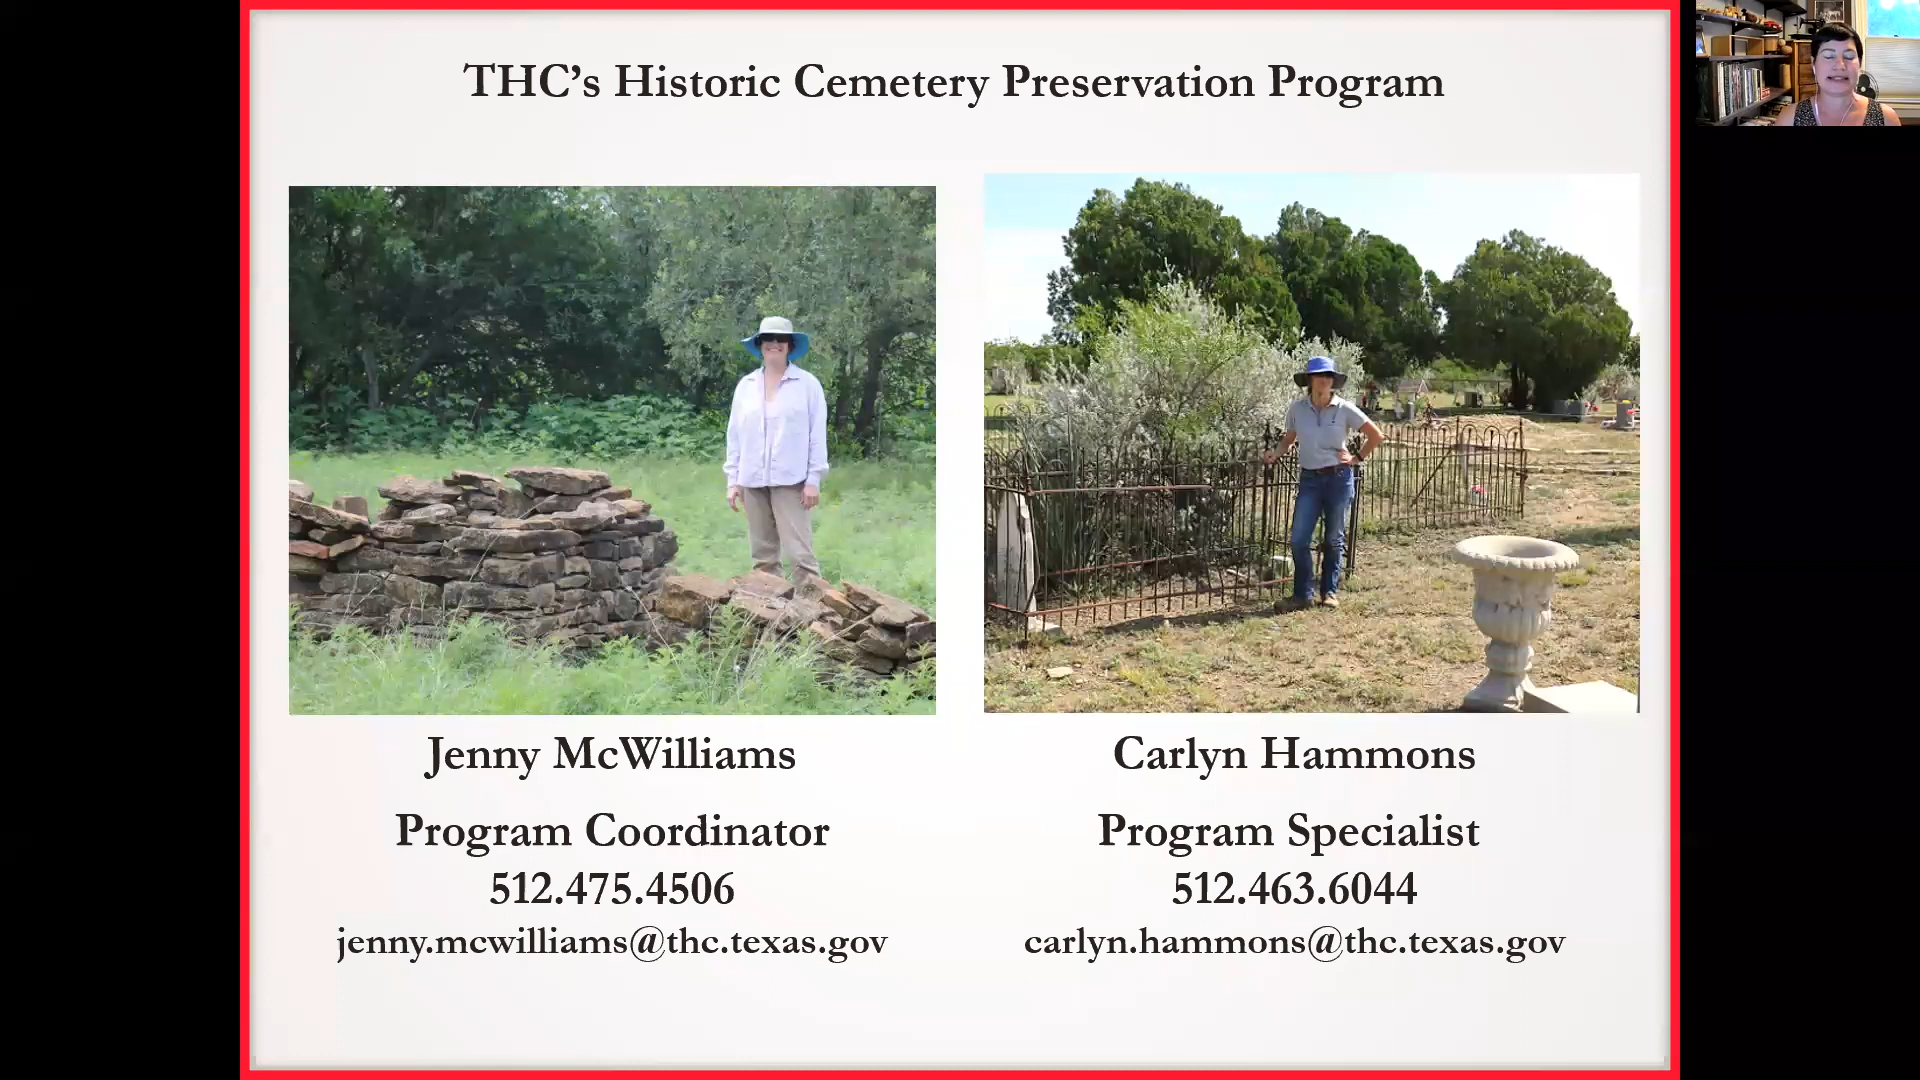 THC's Historic Cemetery Preservation Program
Jenny McWilliams
Program Coordinator
512.475.4506
jenny.mcwilliams@thc.texas.gov
Carlyn Hammons
Program Specialist
512.463.6044
carlyn.hammons@thc.texas.gov